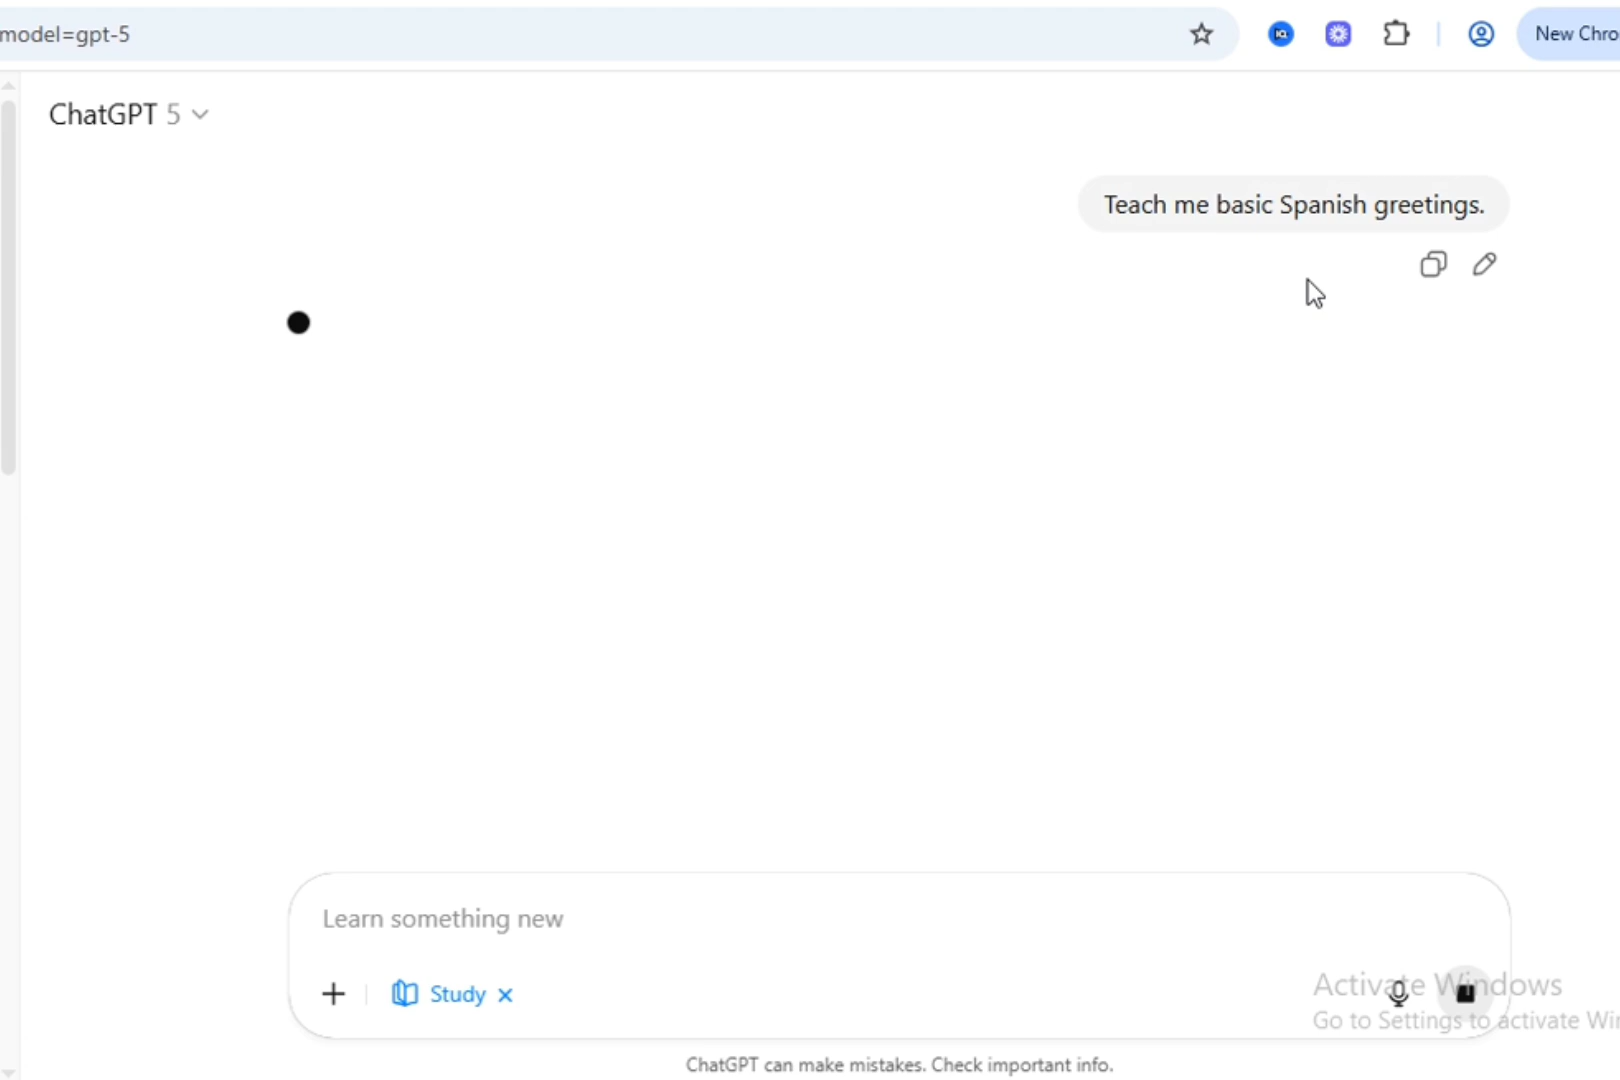 model=gpt-5
New Chro
ChatGPT 5
Teach me basic Spanish greetings.
Learn something new
Study
Activate Windows
Go to Settings to activate Wi
ChatGPT can make mistakes. Check important info.